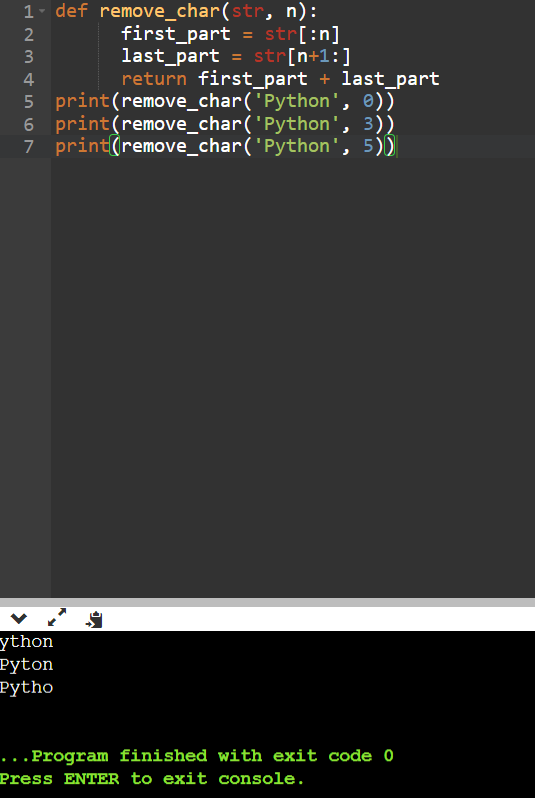 1 def remove_char(str, n):
2 first_part = str[:n]
3 last_part = str[n+1:]
4 return first_part + last_part
5 print(remove_char('Python', 0))
6 print(remove_char('Python', 3))
7 print(remove_char('Python', 5))
ython
Pyton
Pytho
...Program finished with exit code 0
Press ENTER to exit console.